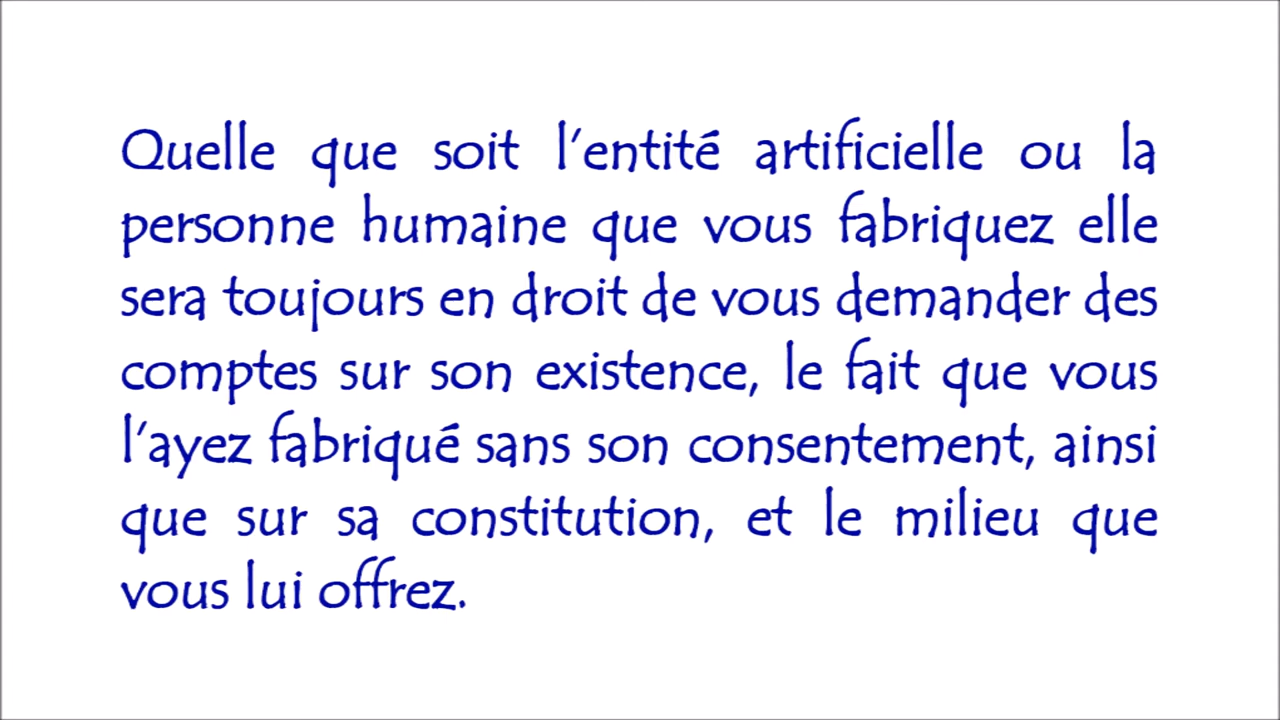 Quelle que soit l'entité artificielle ou la
personne humaine que vous fabriquez elle
sera toujours en droit de vous demander des
comptes sur son existence, le fait que vous
l'ayez fabriqué sans son consentement, ainsi
que sur sa constitution, et le milieu que
vous lui offrez.